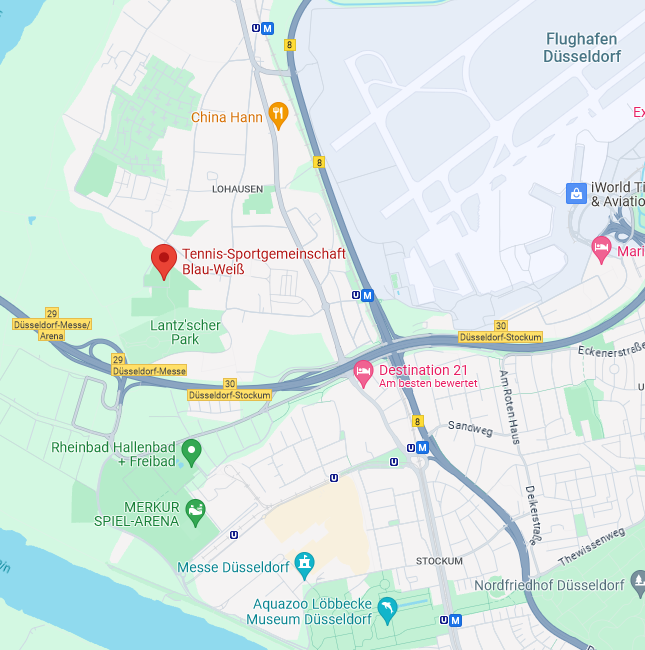 U M
8
Flughafen
Düsseldorf
China Hann
Ex
8
LOHAUSEN
iWorld Ti
& Aviatio
Tennis-Sportgemeinschaft
Blau-Weiß
Mari
U M
29
Düsseldorf-Messe/
Arena
Lantz'scher
Park
30
Düsseldorf-Stockum
Eckenerstraße
29
Düsseldorf-Messe
Destination 21
Am besten bewertet
30
Düsseldorf-Stockum
Am Roten Haus
8
Sandweg
Rheinbad Hallenbad
+ Freibad
U M
U
U
MERKUR
SPIEL-ARENA
Deikerstraße
U
Thewissenweg
STOCKUM
Messe Düsseldorf
Nordfriedhof Düsseldorf
Aquazoo Löbbecke
Museum Düsseldorf
U M